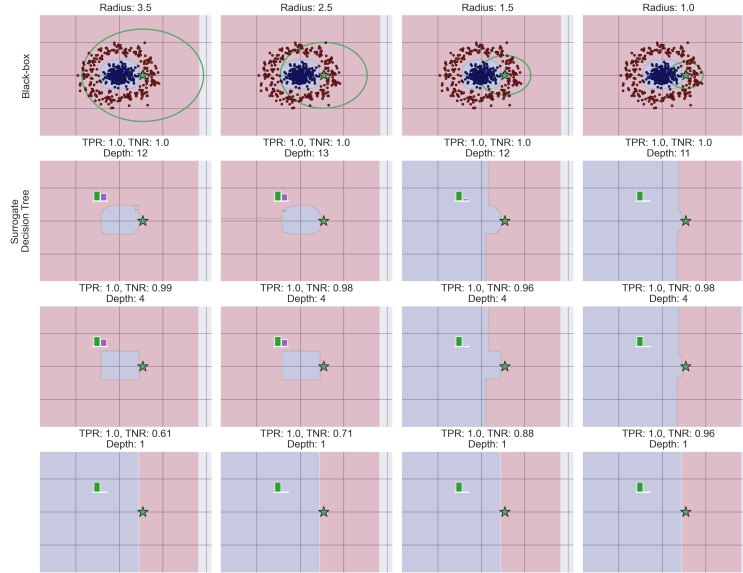 Radius: 3.5
Radius: 2.5
Radius: 1.5
Radius: 1.0
Black-box
TPR: 1.0, TNR: 1.0
Depth: 12
TPR: 1.0, TNR: 1.0
Depth: 13
TPR: 1.0, TNR: 1.0
Depth: 12
TPR: 1.0, TNR: 1.0
Depth: 11
Surrogate
Decision Tree
TPR: 1.0, TNR: 0.99
Depth: 4
TPR: 1.0, TNR: 0.98
Depth: 4
TPR: 1.0, TNR: 0.96
Depth: 4
TPR: 1.0, TNR: 0.98
Depth: 4
TPR: 1.0, TNR: 0.61
Depth: 1
TPR: 1.0, TNR: 0.71
Depth: 1
TPR: 1.0, TNR: 0.88
Depth: 1
TPR: 1.0, TNR: 0.96
Depth: 1